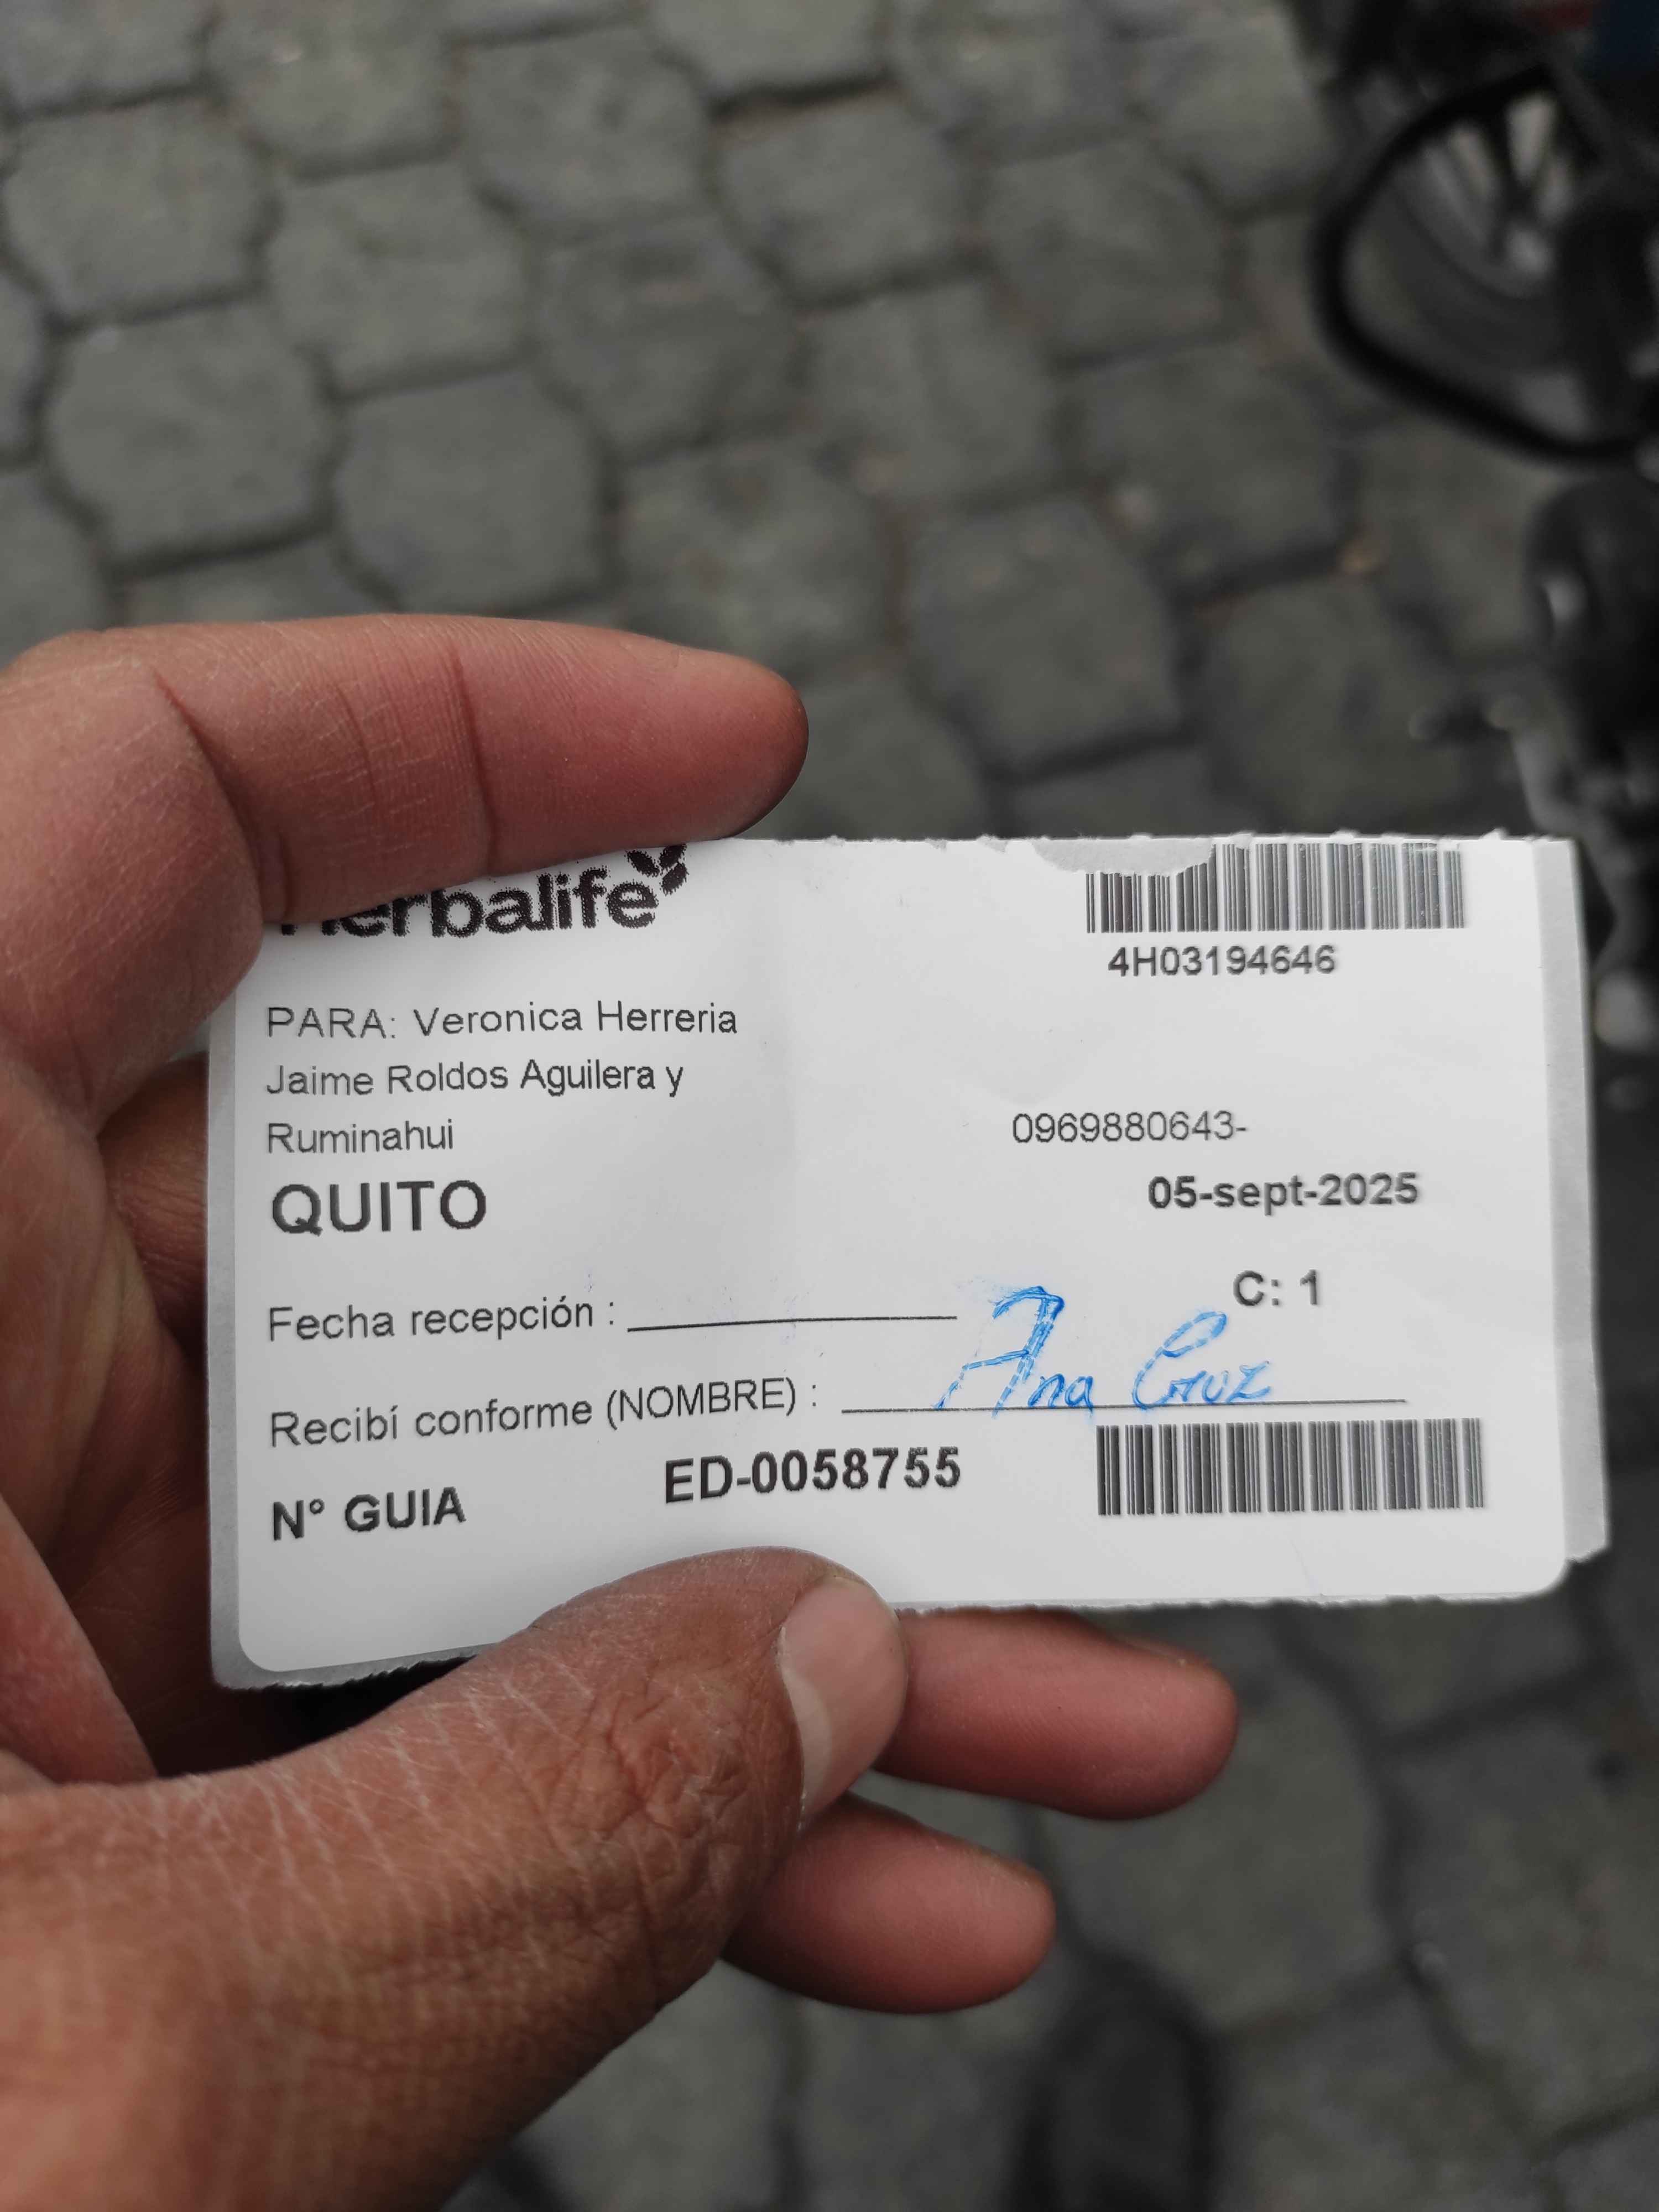 Herbalife
4H03194646
PARA: Veronica Herreria
Jaime Roldos Aguilera y
Ruminahui
0969880643-
QUITO
05-sept-2025
C: 1
Fecha recepción : 
Recibí conforme (NOMBRE) : Ana Cruz
N° GUIA ED-0058755